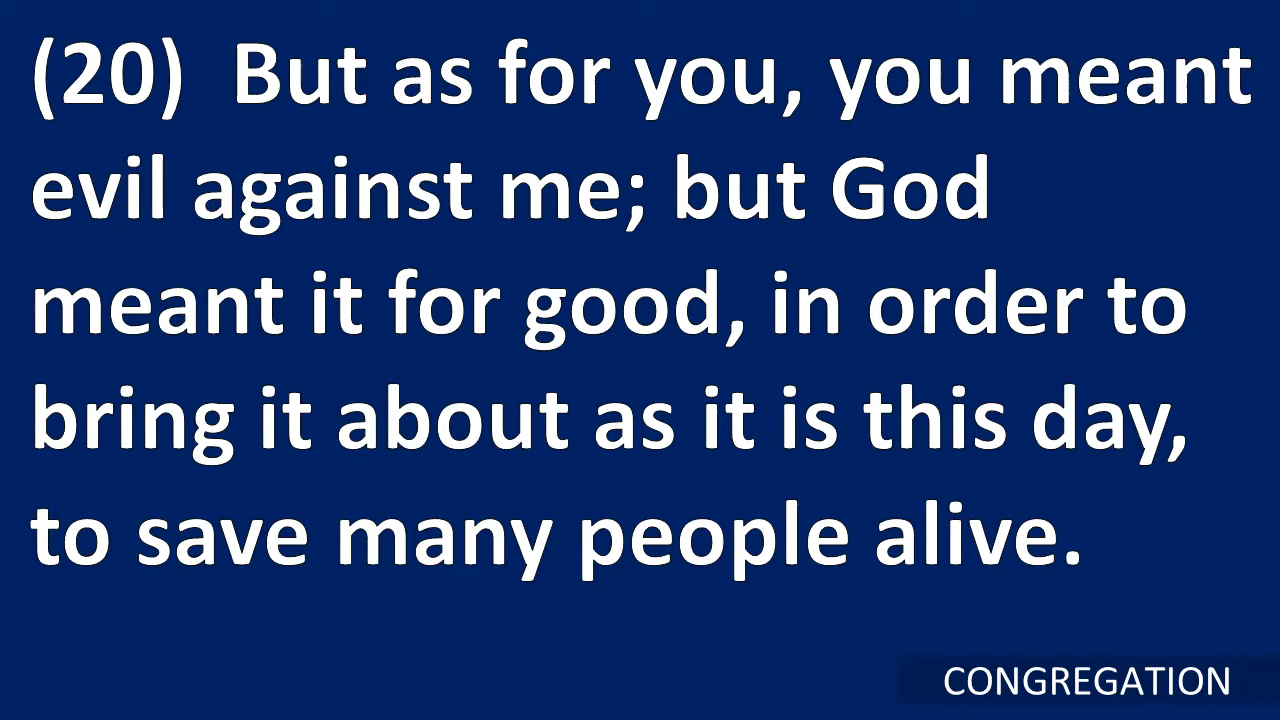 (20)  But as for you, you meant
evil against me; but God
meant it for good, in order to
bring it about as it is this day,
to save many people alive.
CONGREGATION